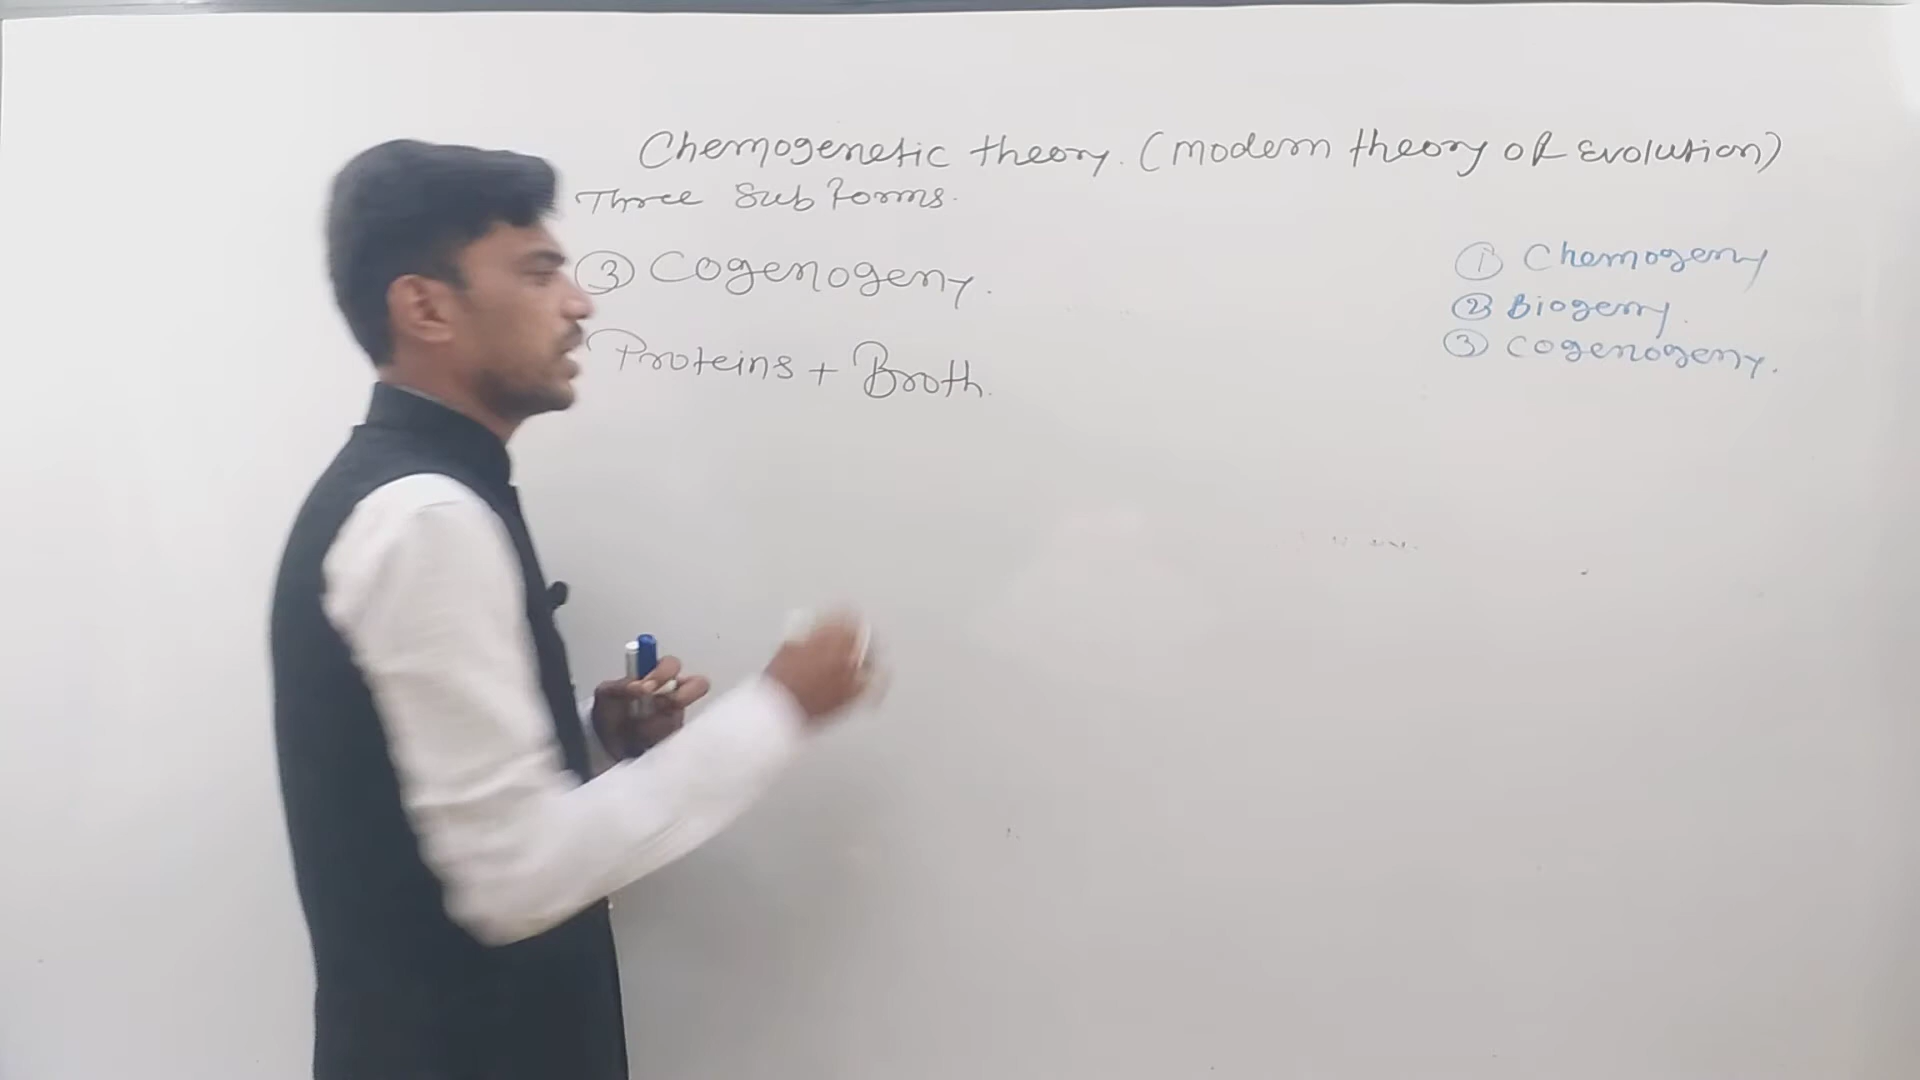 Chemogenetic theory. (modern theory of Evolution)
Three Sub forms.
③ Cogenogeny.
Proteins + Broth.
① Chemogeny
② Biogeny.
③ Cogenogeny.